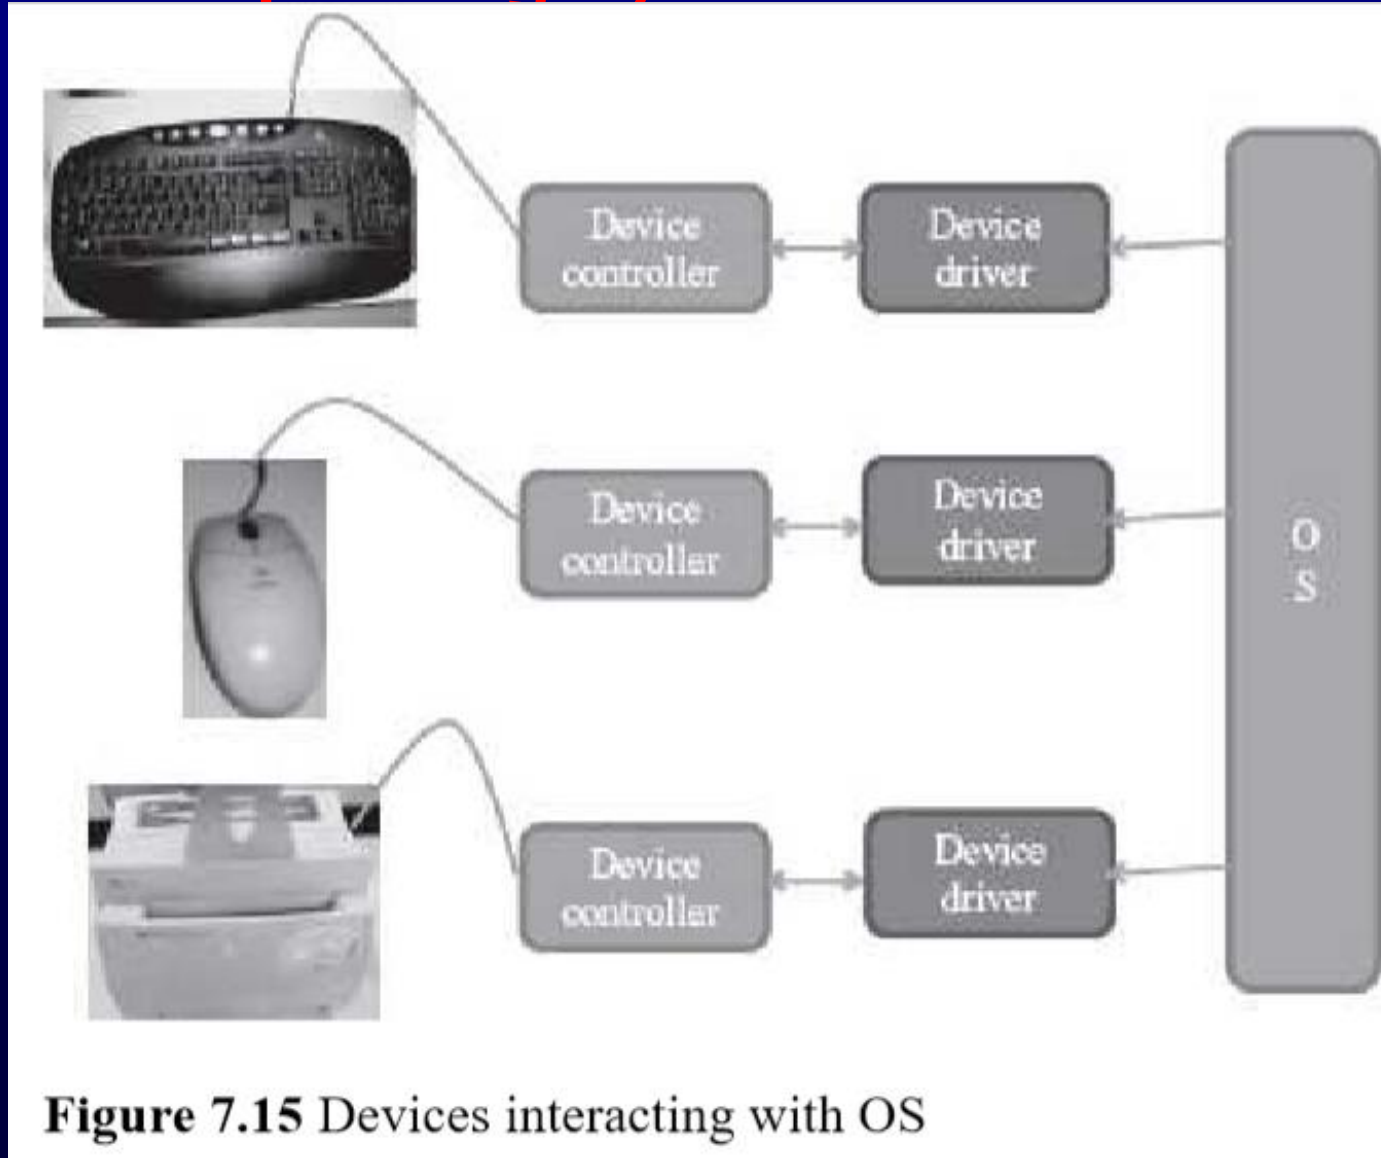 Device
controller
Device
driver
Device
controller
Device
driver
O
S
Device
controller
Device
driver
Figure 7.15 Devices interacting with OS